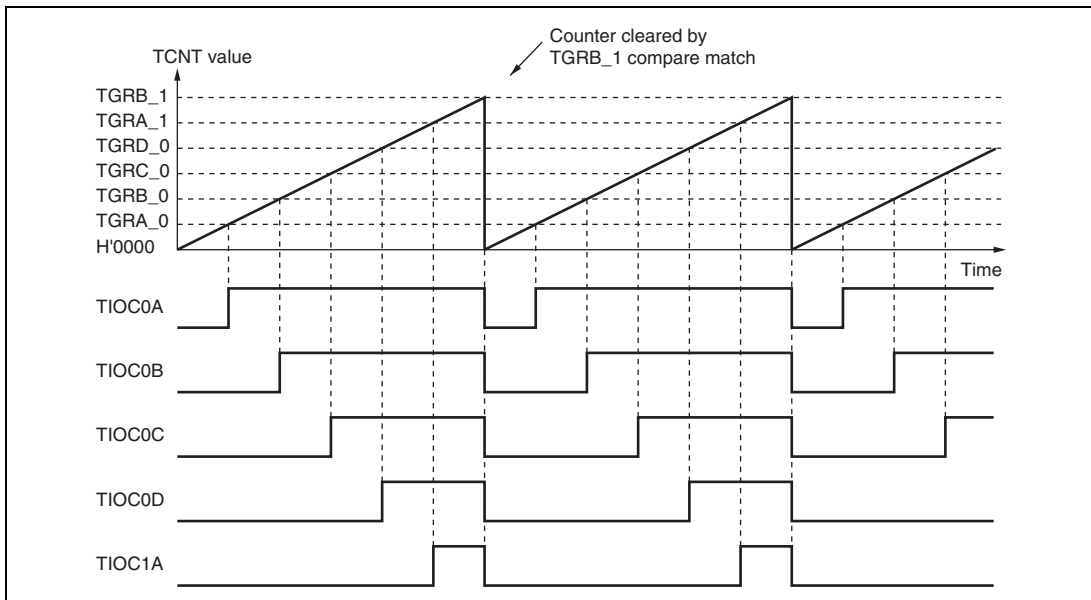 Counter cleared by
TGRB_1 compare match
TCNT value
TGRB_1
TGRA_1
TGRD_0
TGRC_0
TGRB_0
TGRA_0
H'0000
Time
TIOC0A
TIOC0B
TIOC0C
TIOC0D
TIOC1A